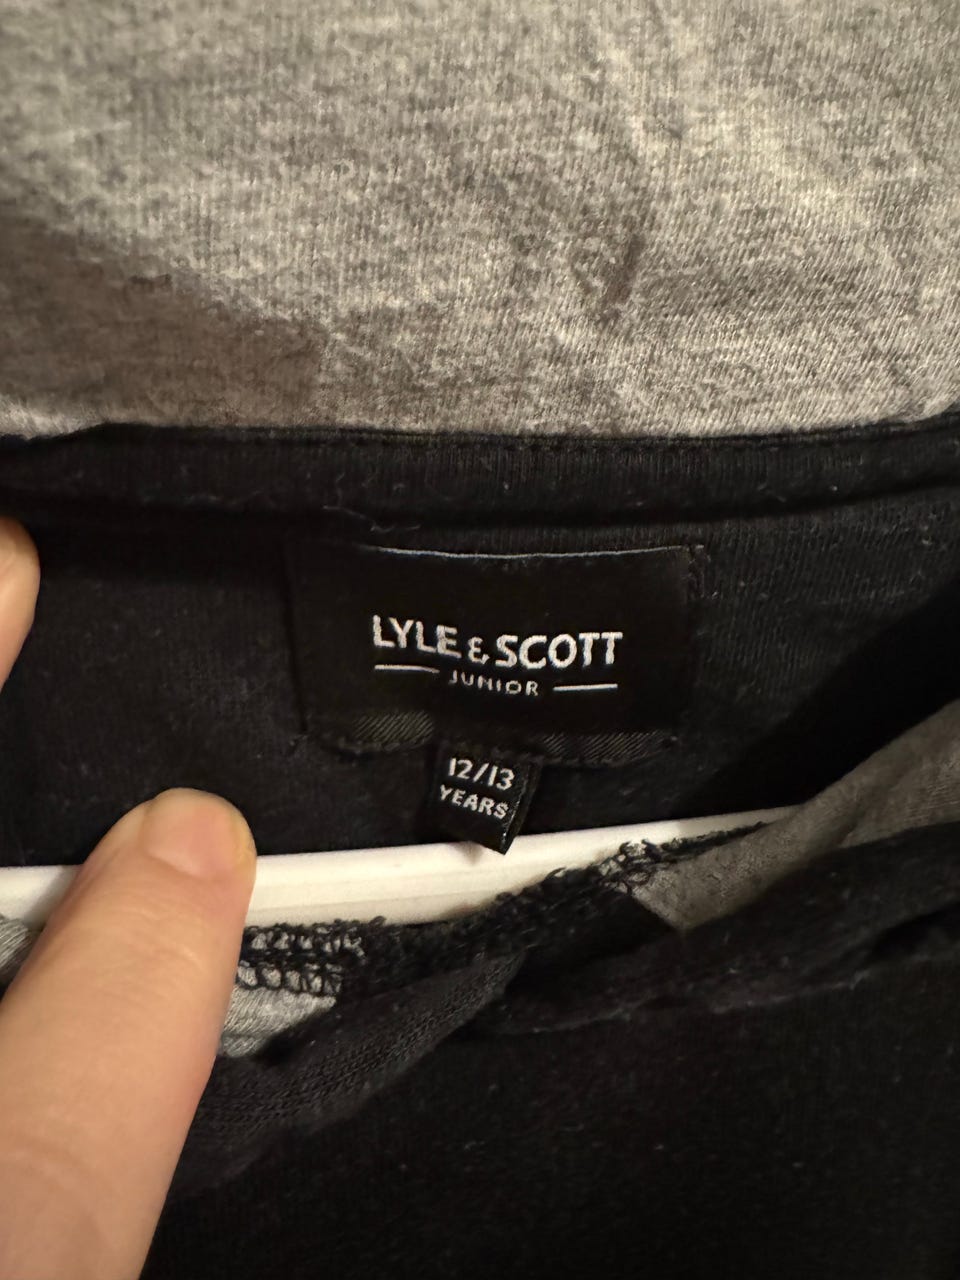 LYLE & SCOTT
JUNIOR
12/13
YEARS